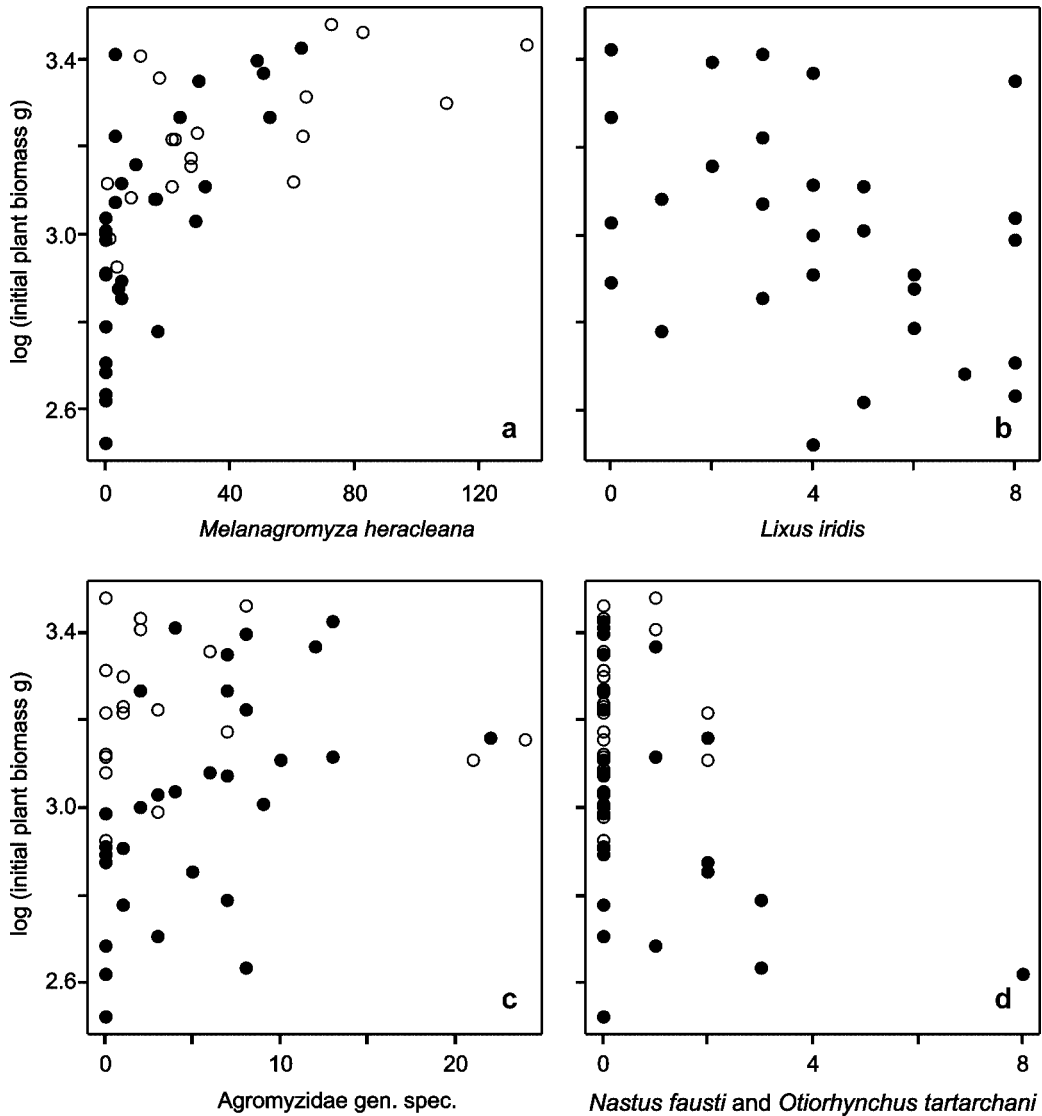 log (initial plant biomass g)
3.4
3.0
2.6
a
0 40 80 120
Melanagromyza heracleana
b
0 4 8
Lixus iridis
log (initial plant biomass g)
3.4
3.0
2.6
c
0 10 20
Agromyzidae gen. spec.
d
0 4 8
Nastus fausti and Otiorhynchus tartarchani